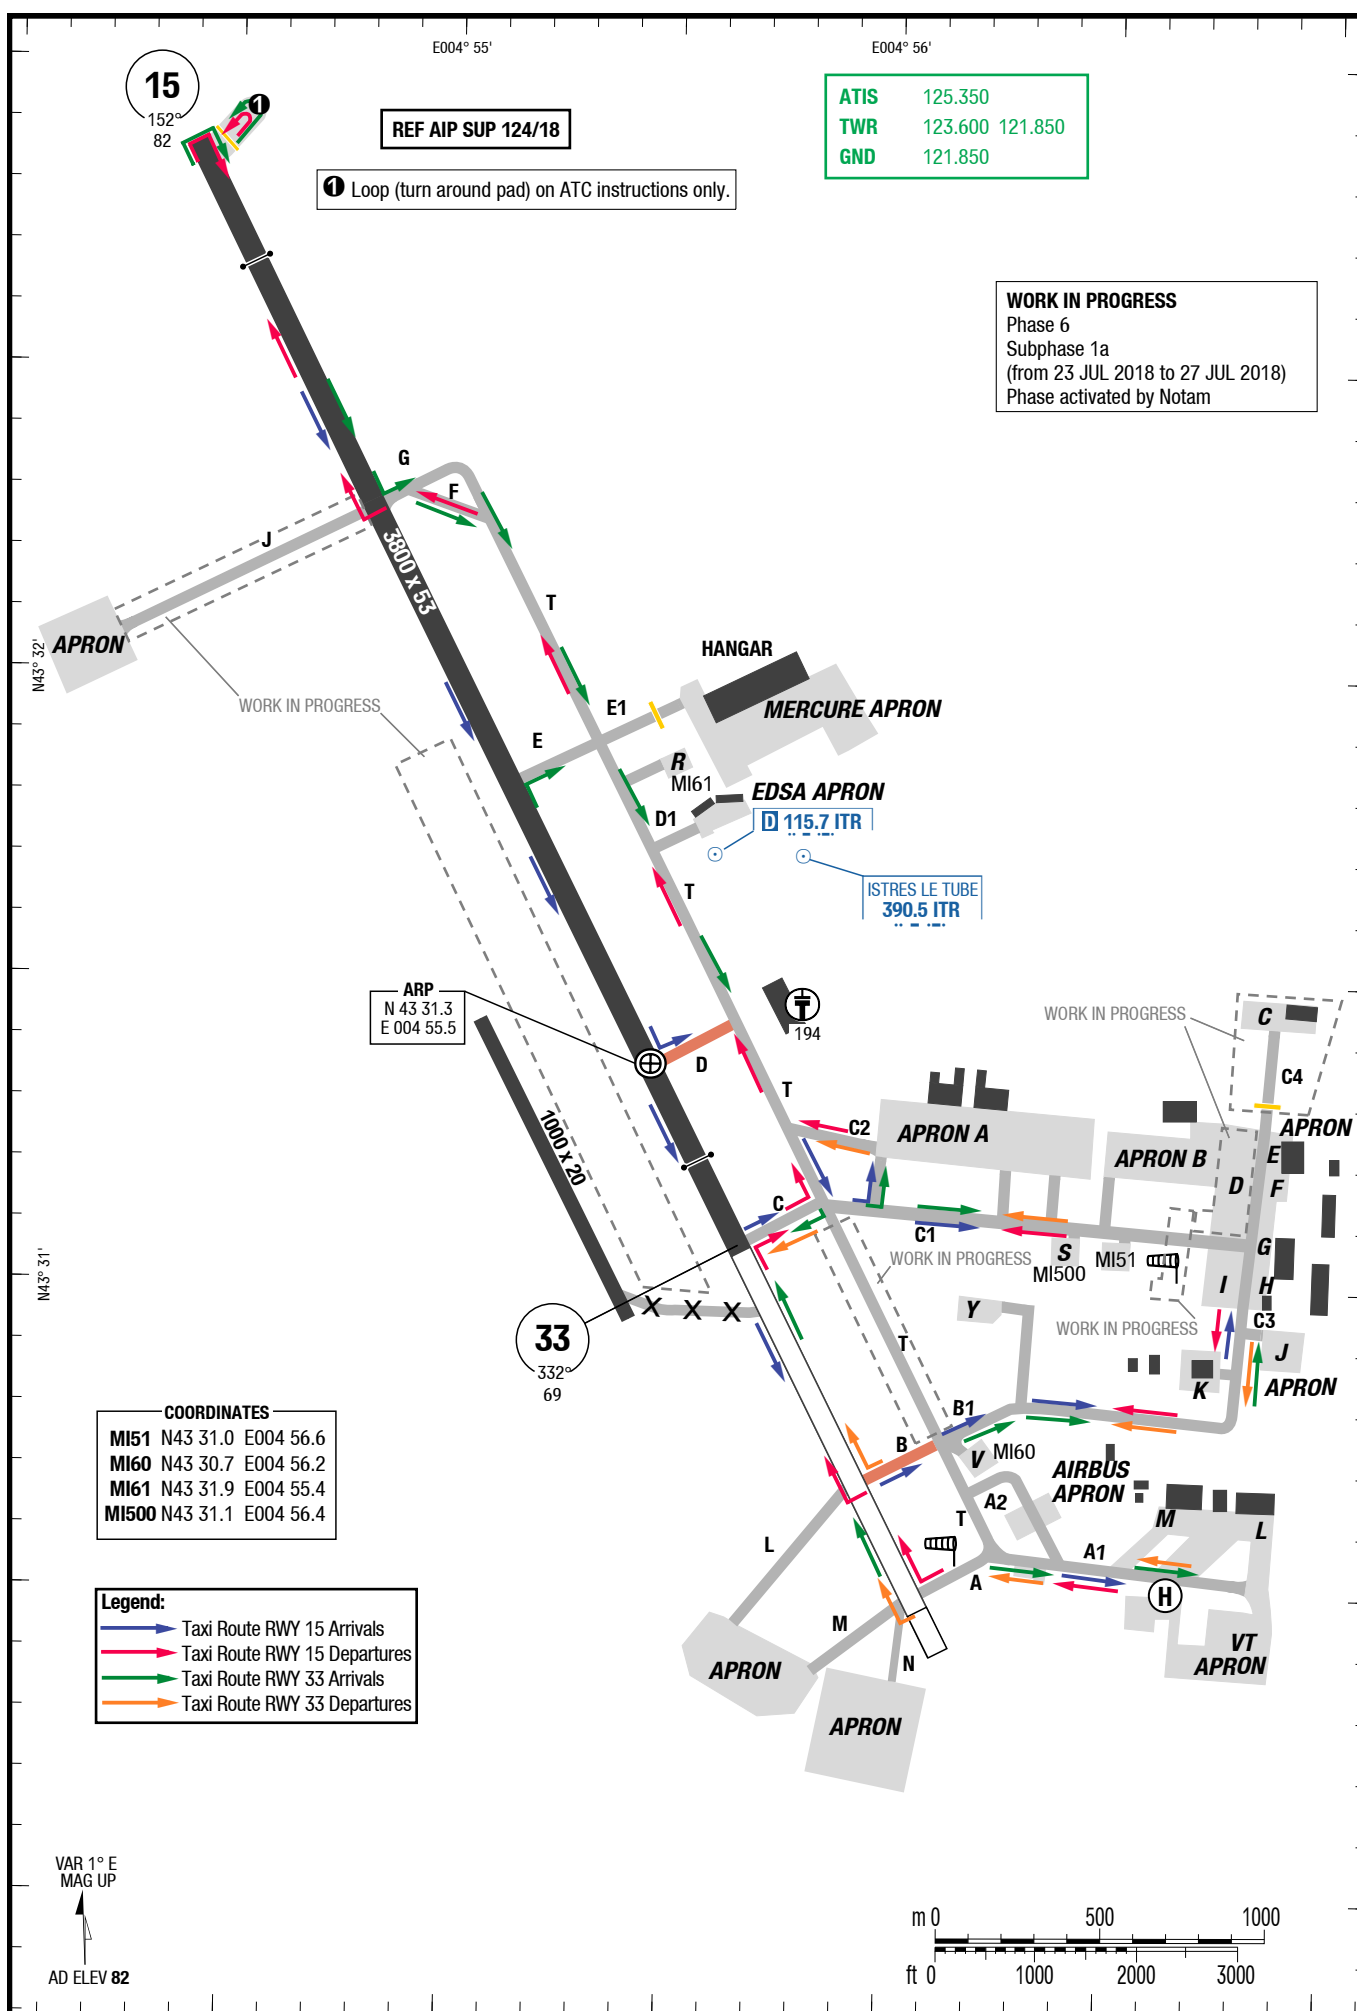 E004° 55'
E004° 56'
15
152°
82
1
REF AIP SUP 124/18
ATIS 125.350
TWR 123.600 121.850
GND 121.850
1 Loop (turn around pad) on ATC instructions only.
WORK IN PROGRESS
Phase 6
Subphase 1a
(from 23 JUL 2018 to 27 JUL 2018)
Phase activated by Notam
G
F
J
3800 x 53
T
APRON
N43° 32'
WORK IN PROGRESS
HANGAR
E1
MERCURE APRON
E
R
MI61
EDSA APRON
D1
D 115.7 ITR
T
ISTRES LE TUBE
390.5 ITR
ARP
N 43 31.3
E 004 55.5
194
D
T
WORK IN PROGRESS
C
C4
1000 x 20
C2
APRON A
APRON
APRON B
E
D
F
C
C1
S
MI500
MI51
G
WORK IN PROGRESS
I
H
N43° 31'
33
332°
69
Y
WORK IN PROGRESS
C3
T
J
K
APRON
B1
B
V
MI60
AIRBUS
APRON
COORDINATES
MI51 N43 31.0 E004 56.6
MI60 N43 30.7 E004 56.2
MI61 N43 31.9 E004 55.4
MI500 N43 31.1 E004 56.4
A2
T
M
L
L
A1
A
H
Legend:
Taxi Route RWY 15 Arrivals
Taxi Route RWY 15 Departures
Taxi Route RWY 33 Arrivals
Taxi Route RWY 33 Departures
M
N
VT
APRON
APRON
APRON
VAR 1° E
MAG UP
AD ELEV 82
m 0 500 1000
ft 0 1000 2000 3000